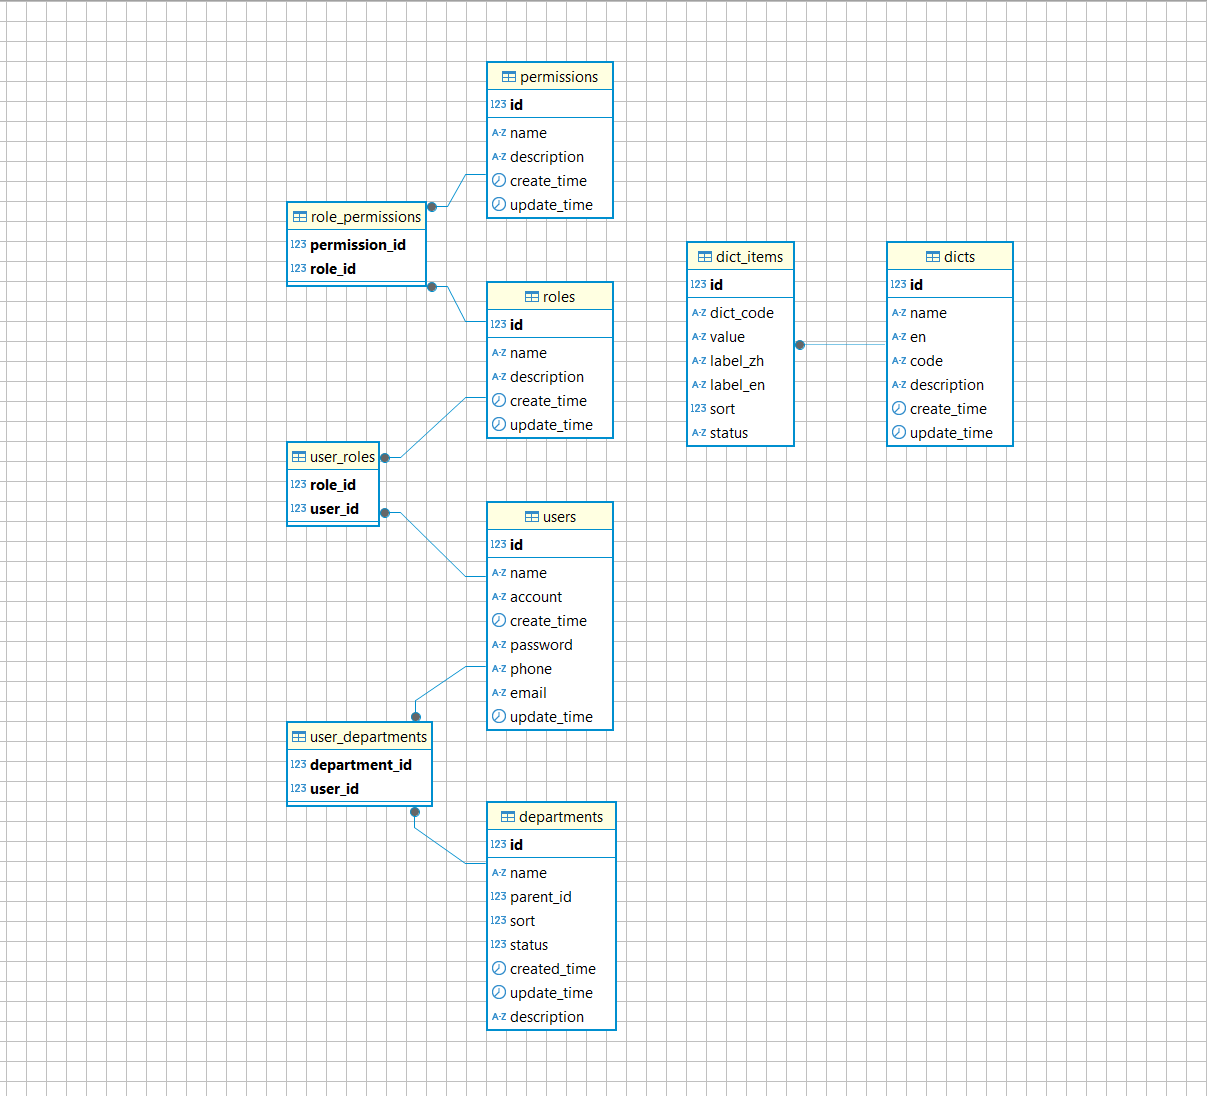 permissions
123 id
A-Z name
A-Z description
create_time
update_time
role_permissions
123 permission_id
123 role_id
roles
123 id
A-Z name
A-Z description
create_time
update_time
user_roles
123 role_id
123 user_id
users
123 id
A-Z name
A-Z account
create_time
A-Z password
A-Z phone
A-Z email
update_time
user_departments
123 department_id
123 user_id
departments
123 id
A-Z name
123 parent_id
123 sort
123 status
created_time
update_time
A-Z description
dict_items
123 id
A-Z dict_code
A-Z value
A-Z label_zh
A-Z label_en
123 sort
A-Z status
dicts
123 id
A-Z name
A-Z en
A-Z code
A-Z description
create_time
update_time